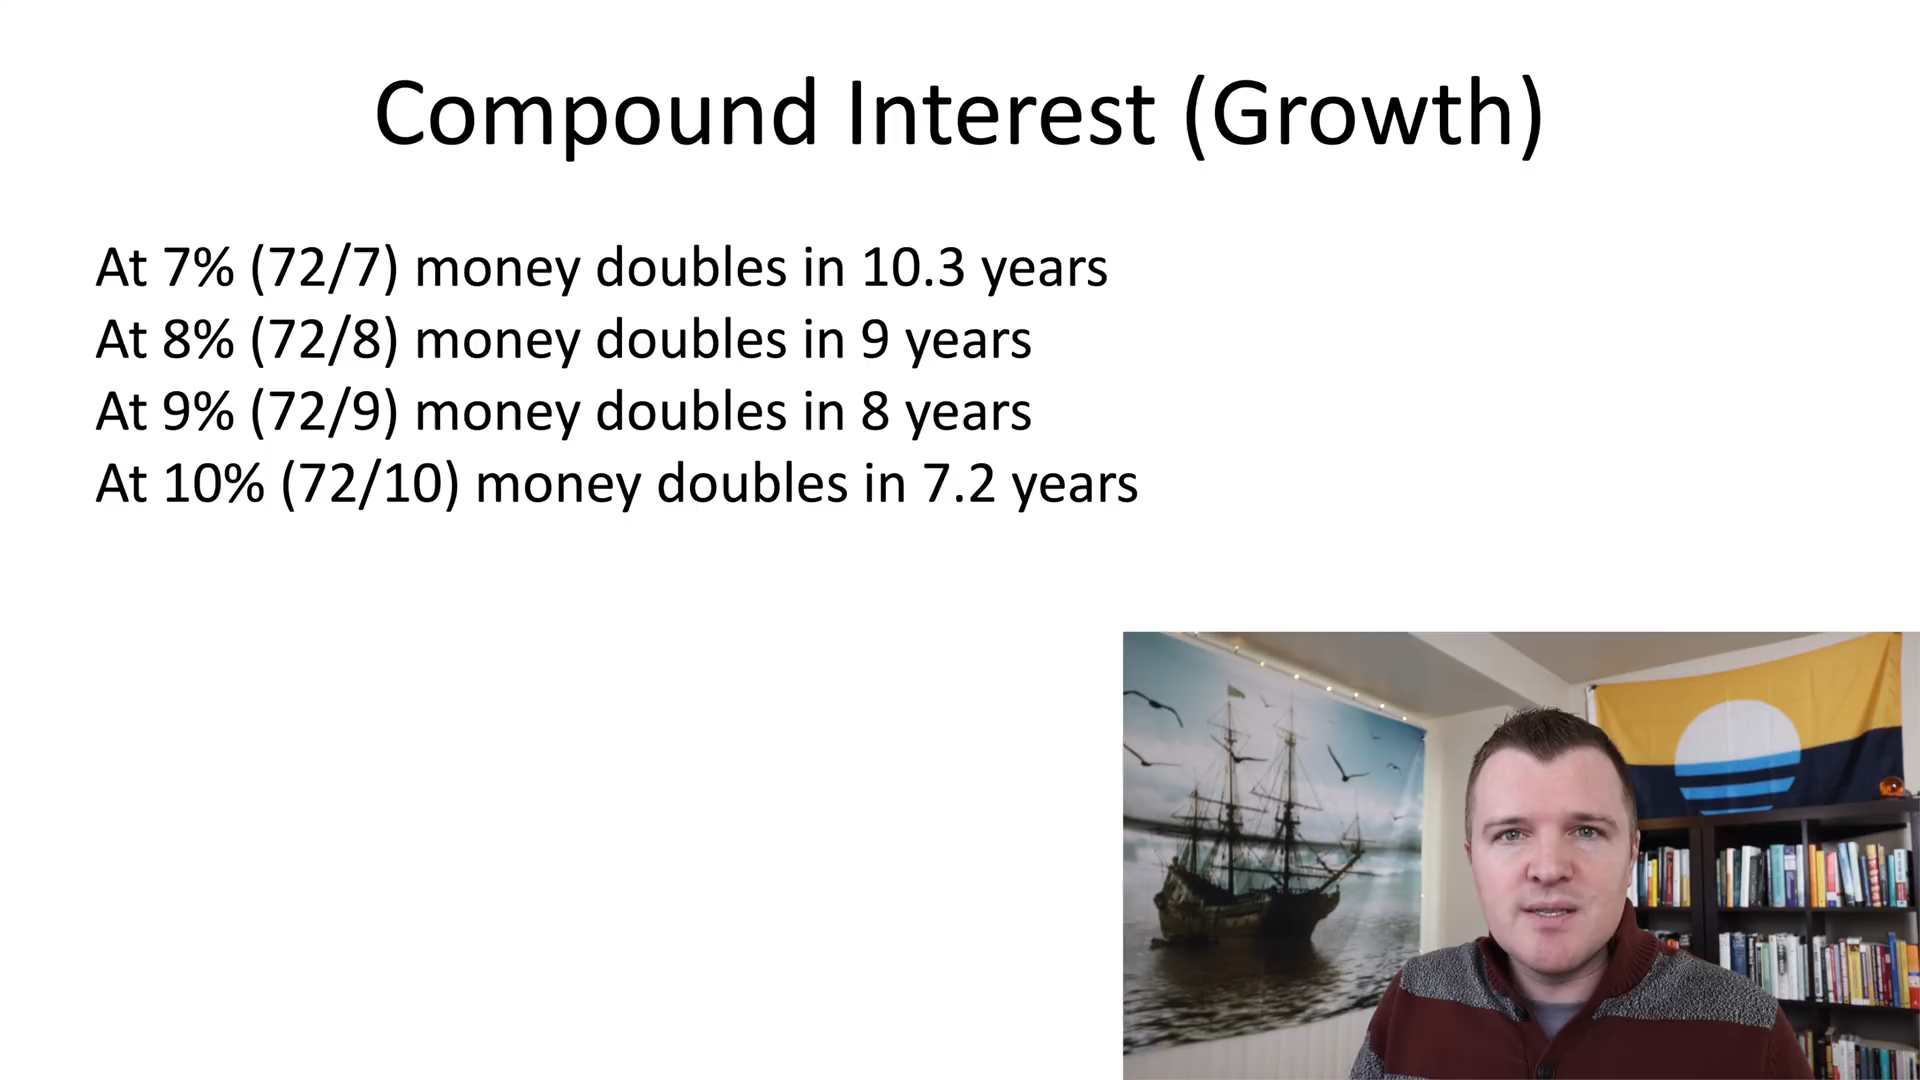 Compound Interest (Growth)
At 7% (72/7) money doubles in 10.3 years
At 8% (72/8) money doubles in 9 years
At 9% (72/9) money doubles in 8 years
At 10% (72/10) money doubles in 7.2 years